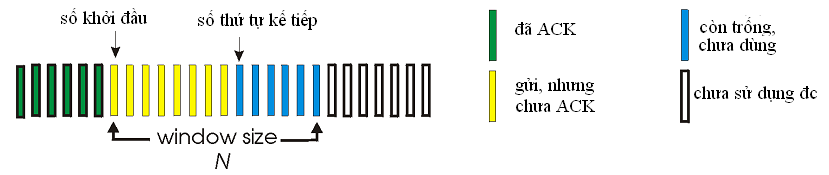 số khởi đầu
số thứ tự kế tiếp
window size
N
đã ACK
gửi, nhưng
chưa ACK
còn trống,
chưa dùng
chưa sử dụng đc